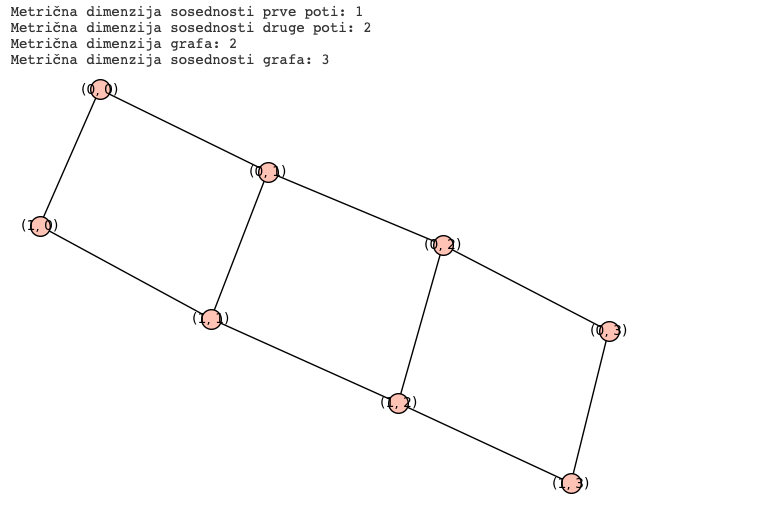 Metrična dimenzija sosednosti prve poti: 1
Metrična dimenzija sosednosti druge poti: 2
Metrična dimenzija grafa: 2
Metrična dimenzija sosednosti grafa: 3
(0, 0)
(0, 1)
(1, 0)
(0, 2)
(1, 1)
(0, 3)
(1, 2)
(1, 3)